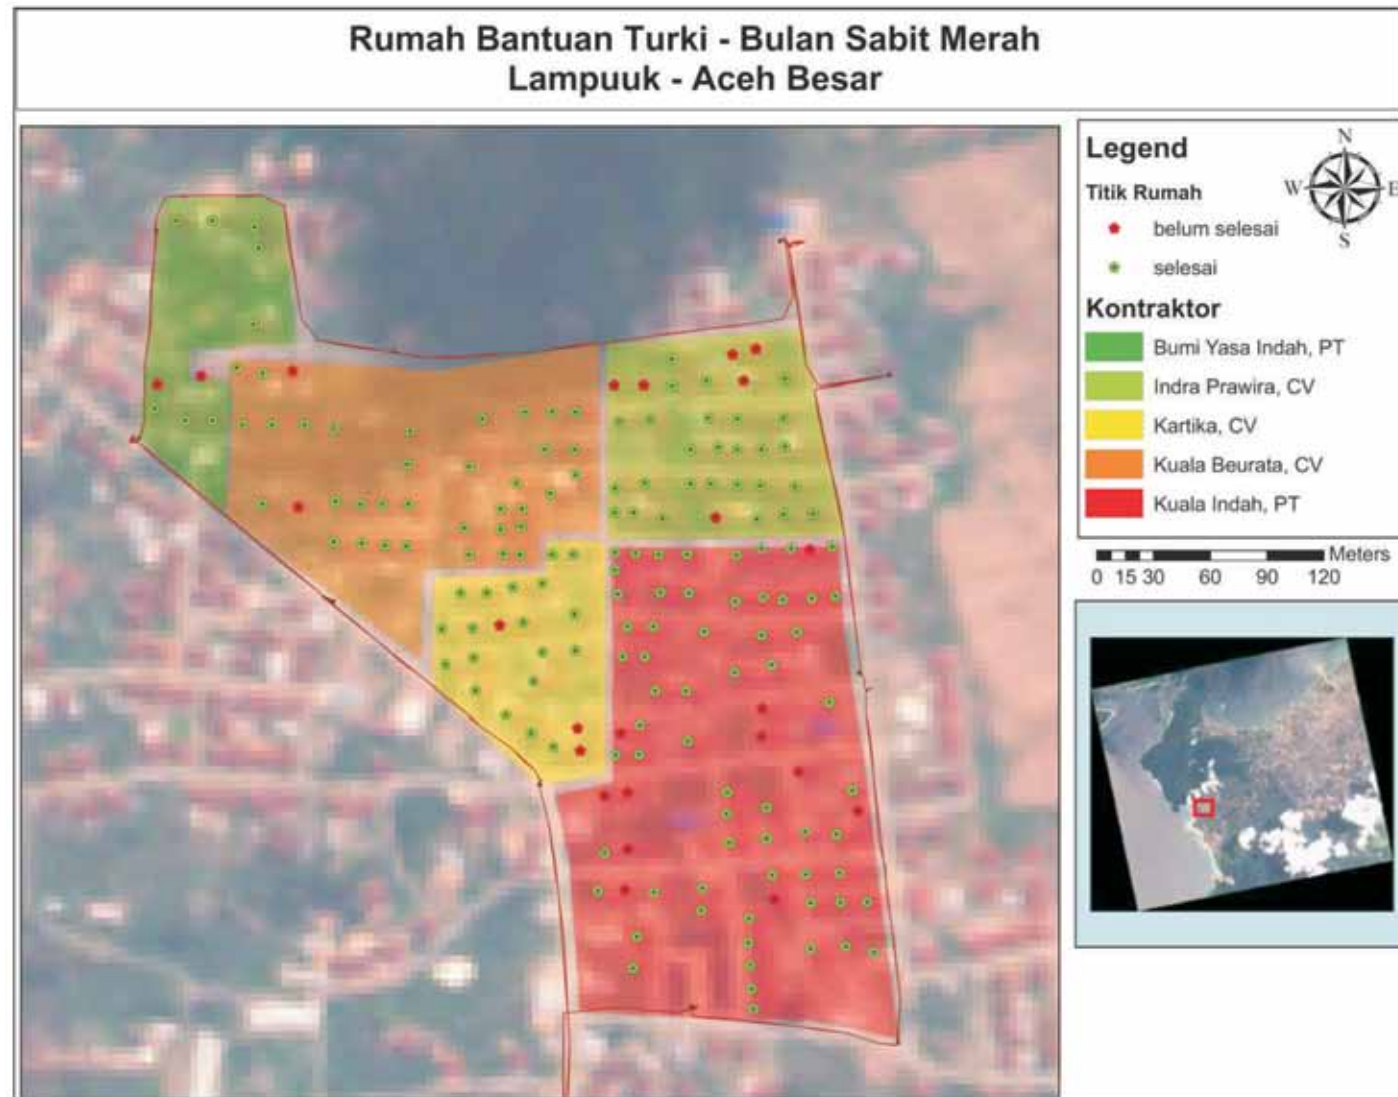 Rumah Bantuan Turki - Bulan Sabit Merah
Lampuuk - Aceh Besar
Legend
N
W
E
S
Titik Rumah
belum selesai
selesai
Kontraktor
Bumi Yasa Indah, PT
Indra Prawira, CV
Kartika, CV
Kuala Beurata, CV
Kuala Indah, PT
Meters
0 15 30 60 90 120